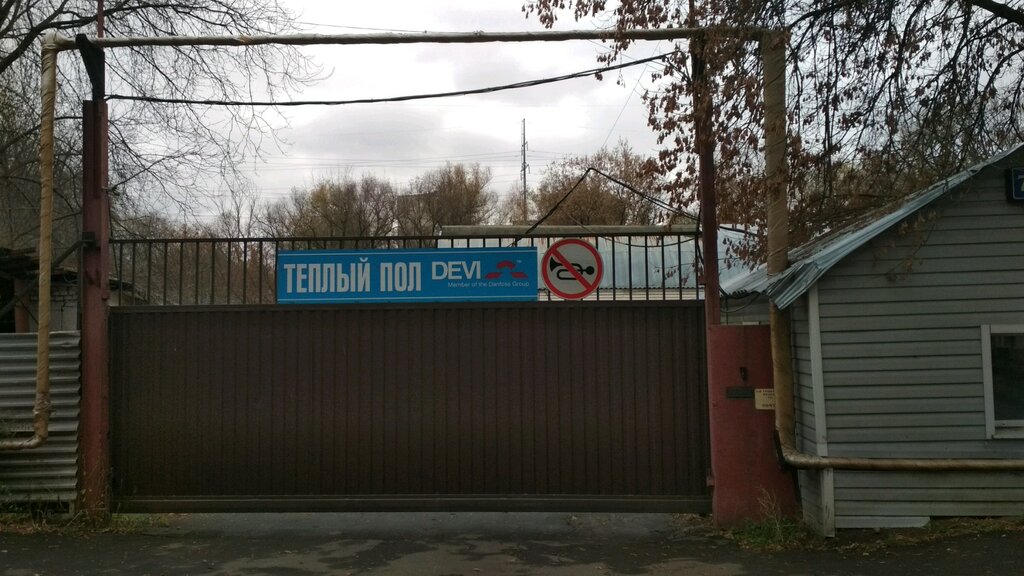 ТЕПЛЫЙ ПОЛ DEVI
Member of the Danfoss Group